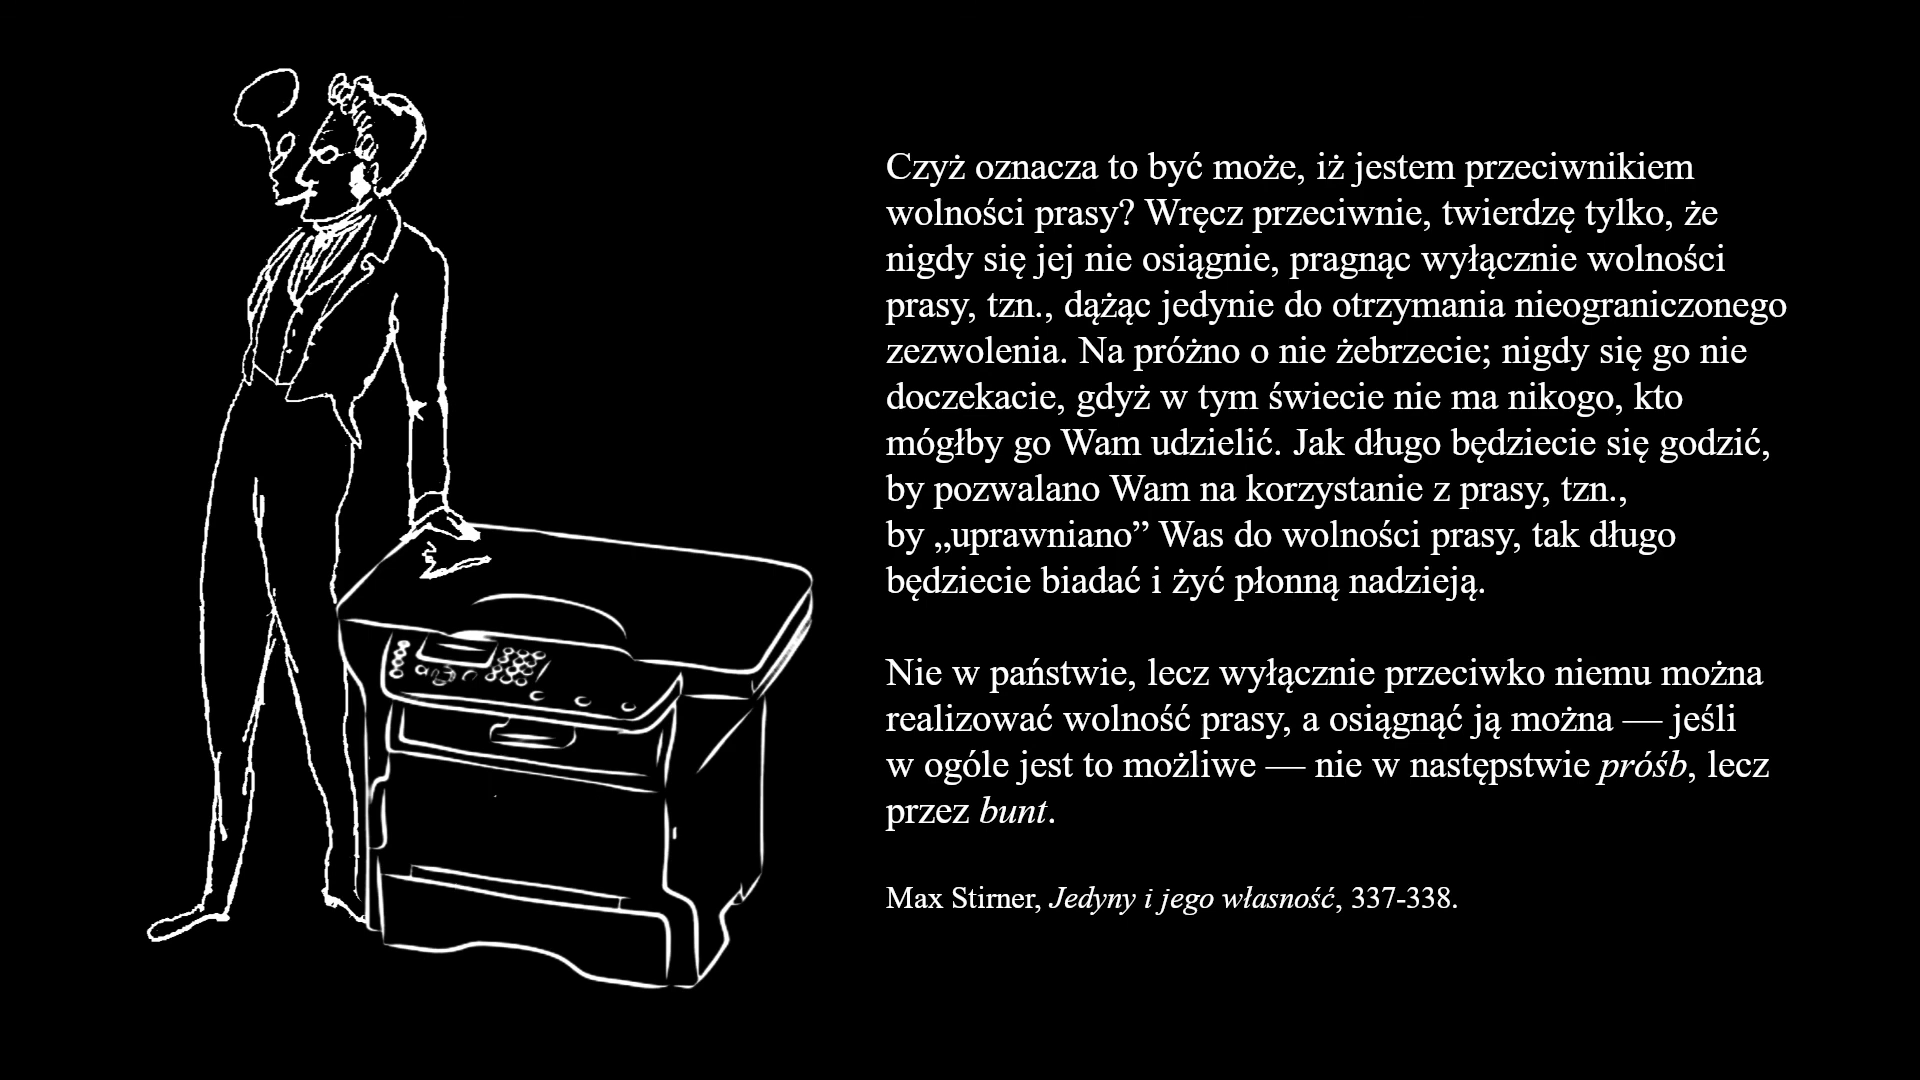 Czyż oznacza to być może, iż jestem przeciwnikiem
wolności prasy? Wręcz przeciwnie, twierdzę tylko, że
nigdy się jej nie osiągnie, pragnąc wyłącznie wolności
prasy, tzn., dążąc jedynie do otrzymania nieograniczonego
zezwolenia. Na próżno o nie żebrzecie; nigdy się go nie
doczekacie, gdyż w tym świecie nie ma nikogo, kto
mógłby go Wam udzielić. Jak długo będziecie się godzić,
by pozwalano Wam na korzystanie z prasy, tzn.,
by „uprawniano” Was do wolności prasy, tak długo
będziecie biadać i żyć płonną nadzieją.
Nie w państwie, lecz wyłącznie przeciwko niemu można
realizować wolność prasy, a osiągnąć ją można — jeśli
w ogóle jest to możliwe — nie w następstwie próśb, lecz
przez bunt.
Max Stirner, Jedyny i jego własność, 337-338.